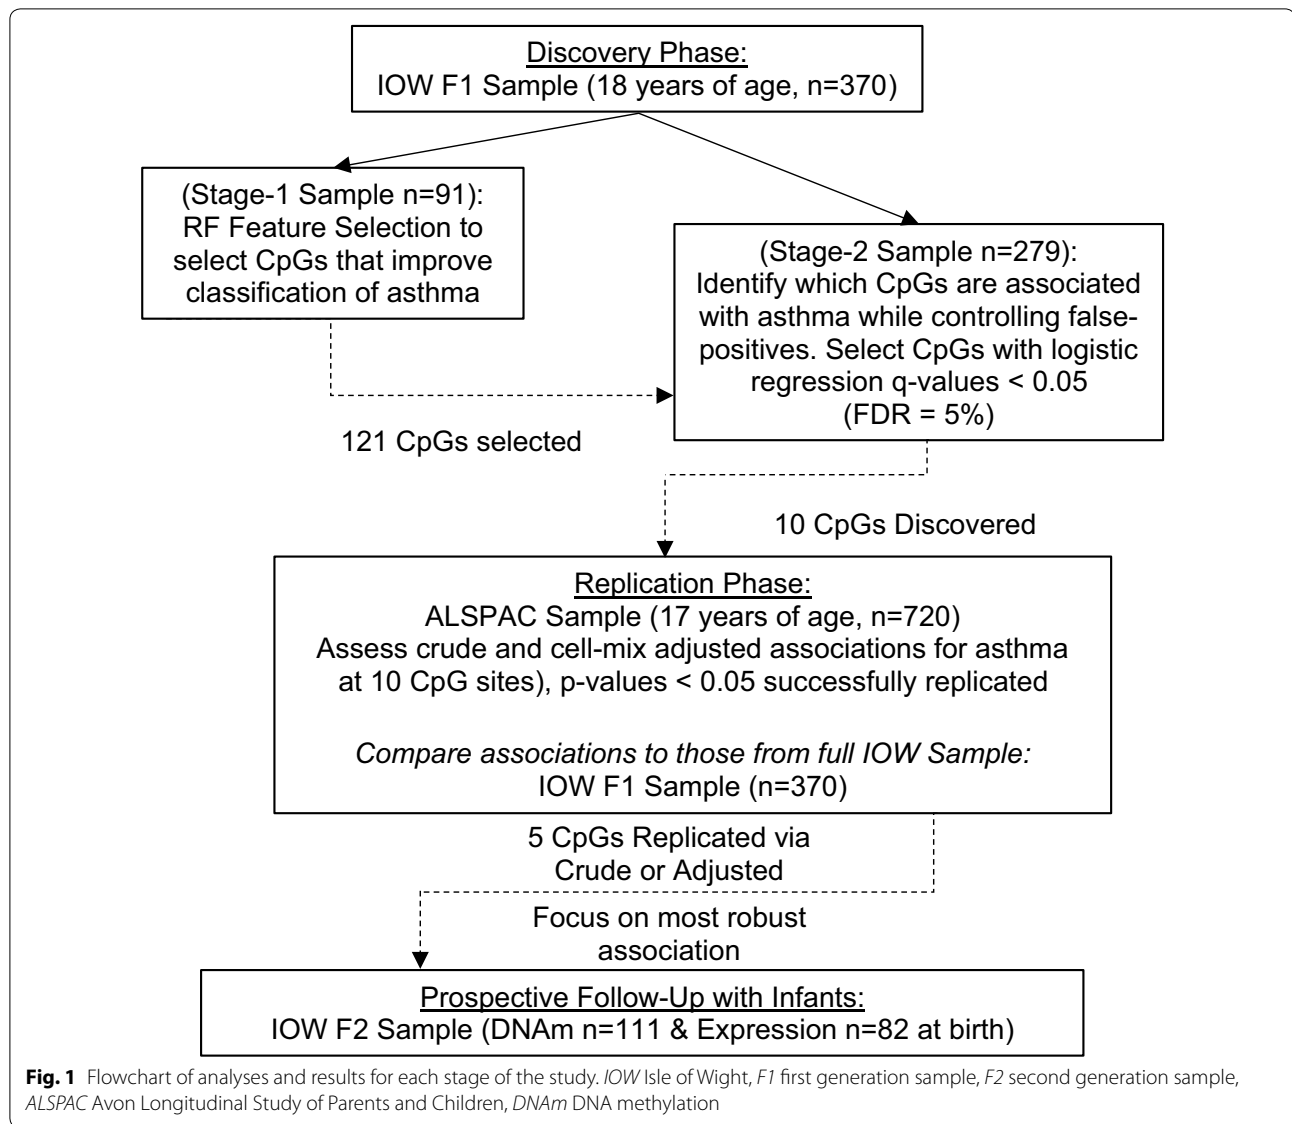 Discovery Phase:
IOW F1 Sample (18 years of age, n=370)
(Stage-1 Sample n=91):
RF Feature Selection to
select CpGs that improve
classification of asthma
(Stage-2 Sample n=279):
Identify which CpGs are associated
with asthma while controlling false-
positives. Select CpGs with logistic
regression q-values < 0.05
(FDR = 5%)
121 CpGs selected
10 CpGs Discovered
Replication Phase:
ALSPAC Sample (17 years of age, n=720)
Assess crude and cell-mix adjusted associations for asthma
at 10 CpG sites), p-values < 0.05 successfully replicated
Compare associations to those from full IOW Sample:
IOW F1 Sample (n=370)
5 CpGs Replicated via
Crude or Adjusted
Focus on most robust
association
Prospective Follow-Up with Infants:
IOW F2 Sample (DNAm n=111 & Expression n=82 at birth)
Fig. 1 Flowchart of analyses and results for each stage of the study. IOW Isle of Wight, F1 first generation sample, F2 second generation sample,
ALSPAC Avon Longitudinal Study of Parents and Children, DNAm DNA methylation